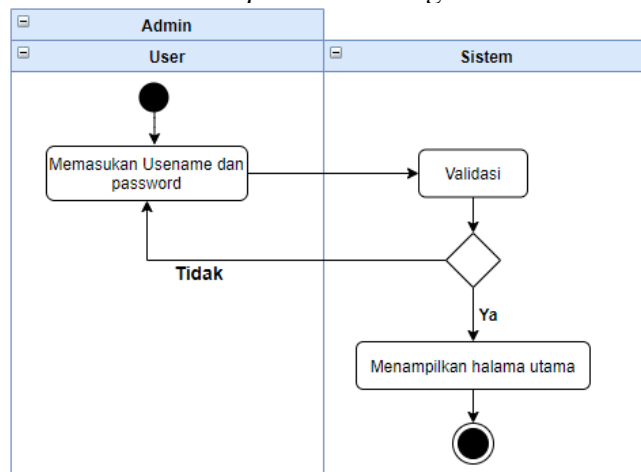 Admin
User
Sistem
Memasukan Usename dan
password
Validasi
Tidak
Ya
Menampilkan halama utama